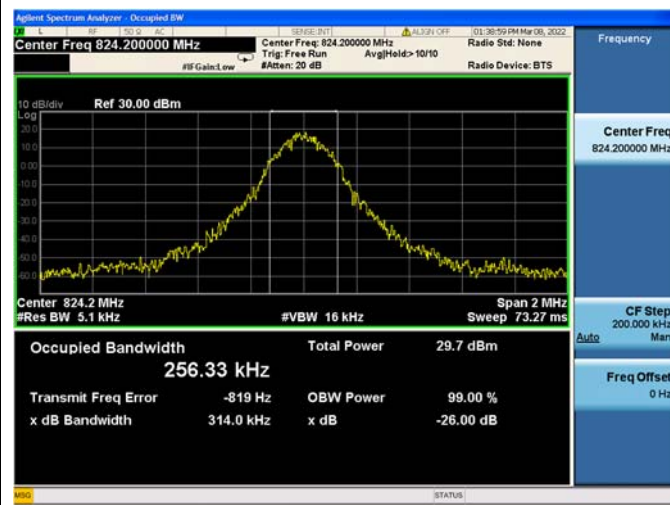 Agilent Spectrum Analyzer - Occupied BW
L RF 50 Ω AC SENSE:INT ALIGN OFF 01:38:59 PM Mar 08, 2022
Center Freq 824.200000 MHz
Center Freq: 824.200000 MHz
Radio Std: None
Trig: Free Run Avg|Hold:>10/10
#IFGain:Low #Atten: 20 dB Radio Device: BTS
Frequency
10 dB/div Ref 30.00 dBm
Log
20.0
10.0
0.00
-10.0
-20.0
-30.0
-40.0
-50.0
-60.0
Center 824.2 MHz Span 2 MHz
#Res BW 5.1 kHz #VBW 16 kHz Sweep 73.27 ms
Occupied Bandwidth Total Power 29.7 dBm
256.33 kHz
Transmit Freq Error -819 Hz OBW Power 99.00 %
x dB Bandwidth 314.0 kHz x dB -26.00 dB
Center Freq
824.200000 MHz
CF Step
200.000 kHz
Auto Man
Freq Offset
0 Hz
MSG STATUS